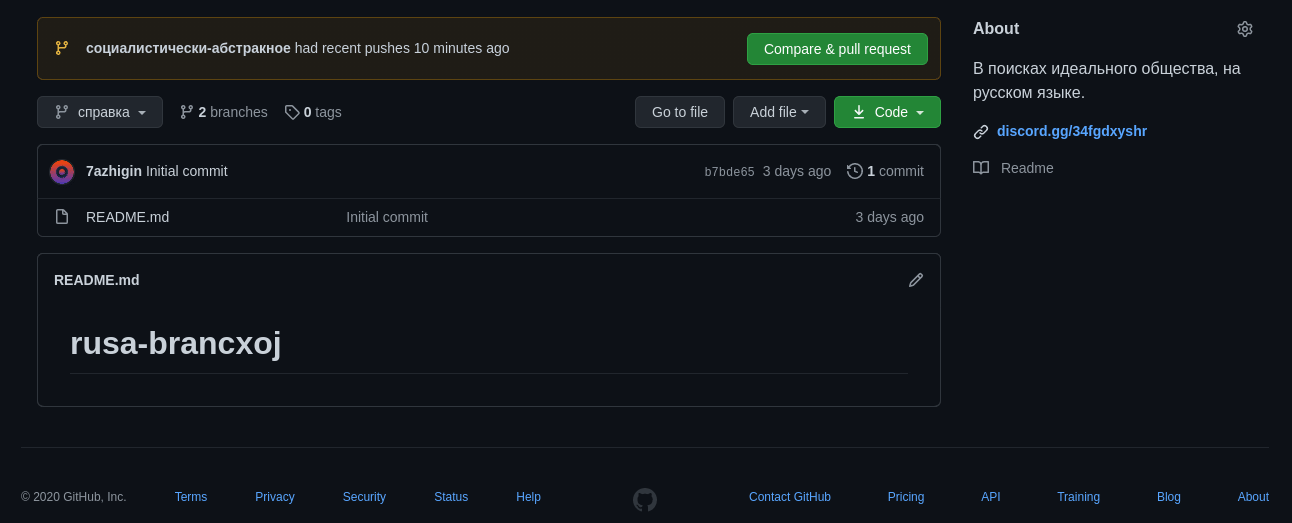 социалистически-абстракное had recent pushes 10 minutes ago
Compare & pull request
справка
2 branches
0 tags
Go to file
Add file
Code
7azhigin Initial commit
b7bde65 3 days ago
1 commit
README.md
Initial commit
3 days ago
README.md
rusa-brancxoj
About
В поисках идеального общества, на
русском языке.
discord.gg/34fgdxyshr
Readme
© 2020 GitHub, Inc.
Terms
Privacy
Security
Status
Help
Contact GitHub
Pricing
API
Training
Blog
About